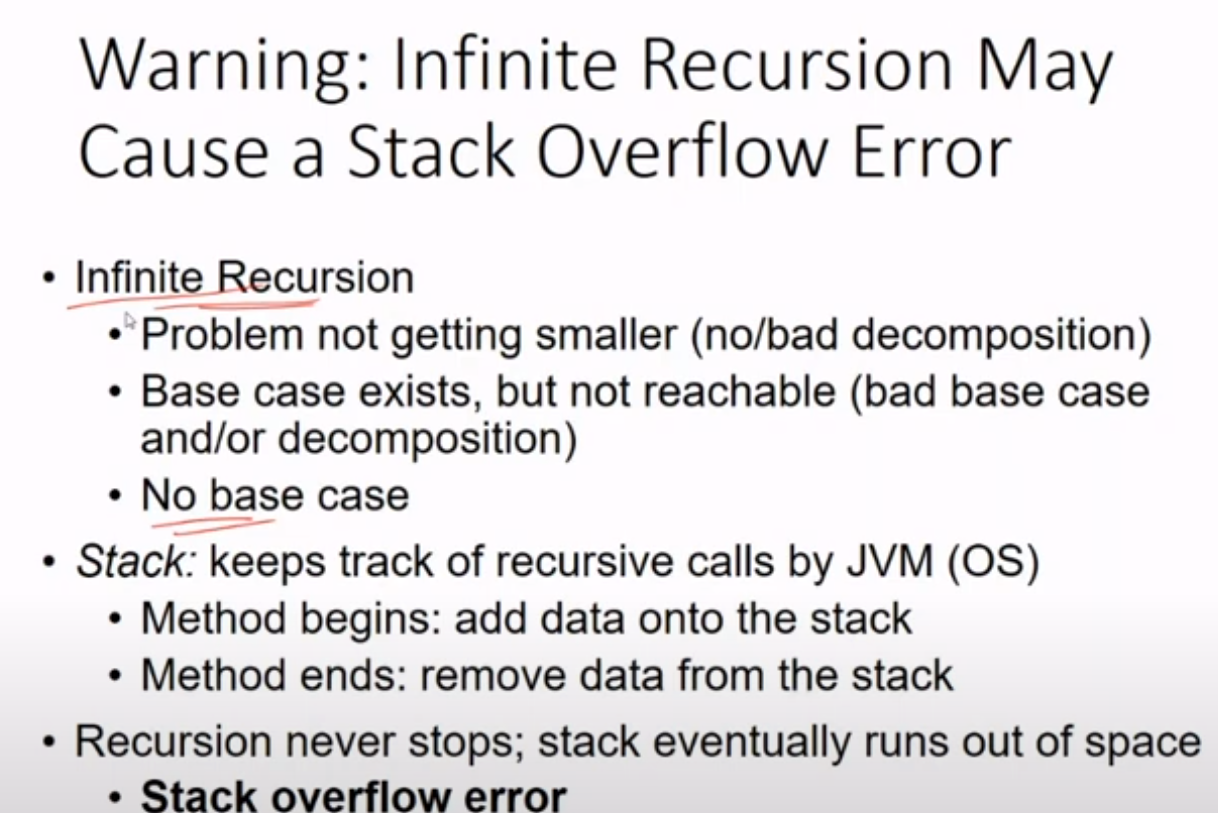 Warning: Infinite Recursion May
Cause a Stack Overflow Error
• Infinite Recursion
• Problem not getting smaller (no/bad decomposition)
• Base case exists, but not reachable (bad base case
and/or decomposition)
• No base case
• Stack: keeps track of recursive calls by JVM (OS)
• Method begins: add data onto the stack
• Method ends: remove data from the stack
• Recursion never stops; stack eventually runs out of space
• Stack overflow error